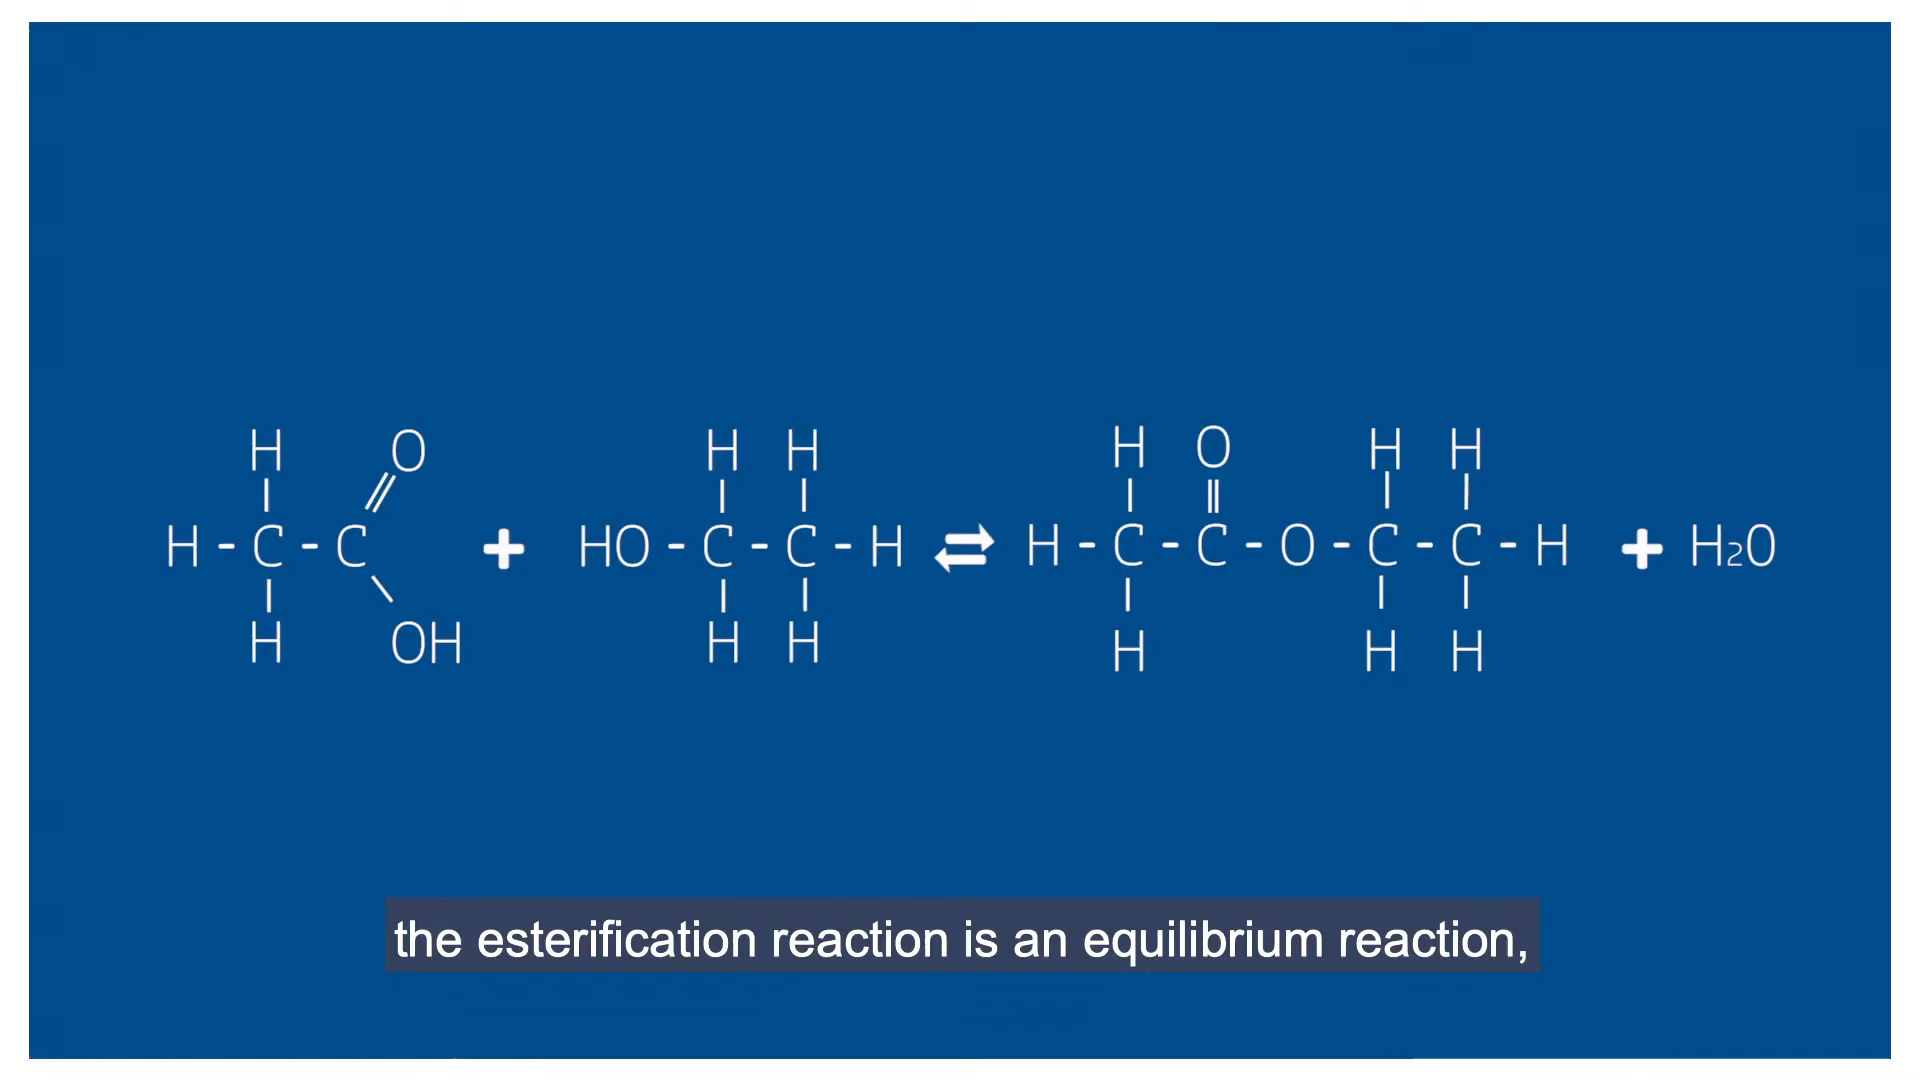 H O H H H O H H
H - C - C + HO - C - C - H ⇄ H - C - C - O - C - C - H + H₂O
H OH H H H H H
the esterification reaction is an equilibrium reaction,